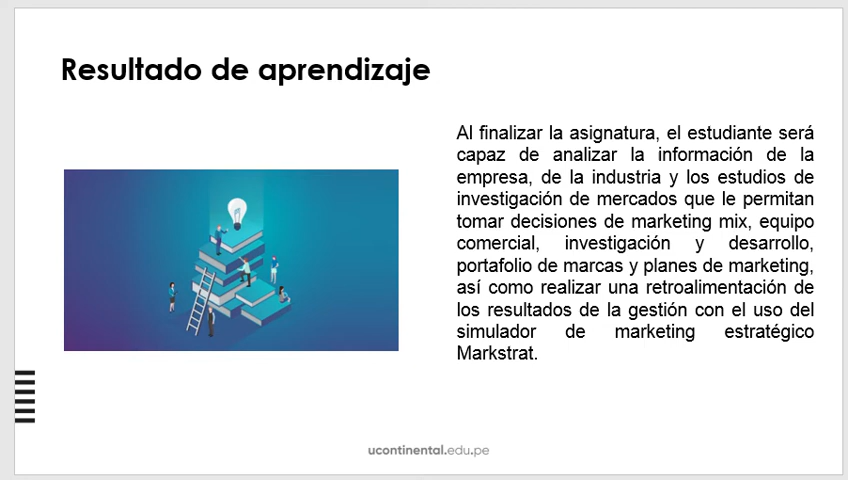 Resultado de aprendizaje
Al finalizar la asignatura, el estudiante será
capaz de analizar la información de la
empresa, de la industria y los estudios de
investigación de mercados que le permitan
tomar decisiones de marketing mix, equipo
comercial, investigación y desarrollo,
portafolio de marcas y planes de marketing,
así como realizar una retroalimentación de
los resultados de la gestión con el uso del
simulador de marketing estratégico
Markstrat.
ucontinental.edu.pe